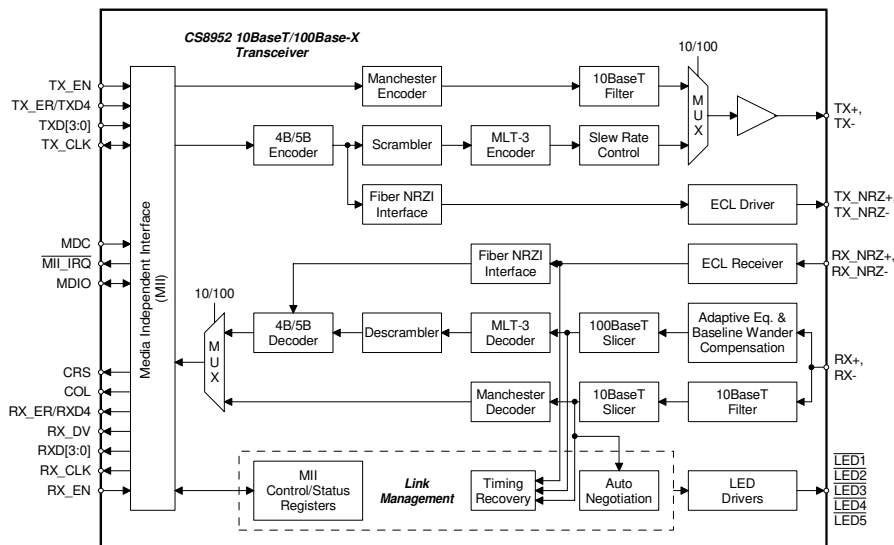 CS8952 10BaseT/100Base-X
Transceiver
10/100
TX_EN
TX_ER/TXD4
TXD[3:0]
TX_CLK
Manchester
Encoder
10BaseT
Filter
MUX
TX+,
TX-
4B/5B
Encoder
Scrambler
MLT-3
Encoder
Slew Rate
Control
Fiber NRZI
Interface
ECL Driver
TX_NRZ+,
TX_NRZ-
MDC
MII_IRQ
MDIO
Media Independent Interface
(MII)
Fiber NRZI
Interface
ECL Receiver
RX_NRZ+,
RX_NRZ-
10/100
MUX
4B/5B
Decoder
Descrambler
MLT-3
Decoder
100BaseT
Slicer
Adaptive Eq. &
Baseline Wander
Compensation
RX+,
RX-
CRS
COL
RX_ER/RXD4
RX_DV
RXD[3:0]
RX_CLK
RX_EN
Manchester
Decoder
10BaseT
Slicer
10BaseT
Filter
MII
Control/Status
Registers
Link
Management
Timing
Recovery
Auto
Negotiation
LED
Drivers
LED1
LED2
LED3
LED4
LED5